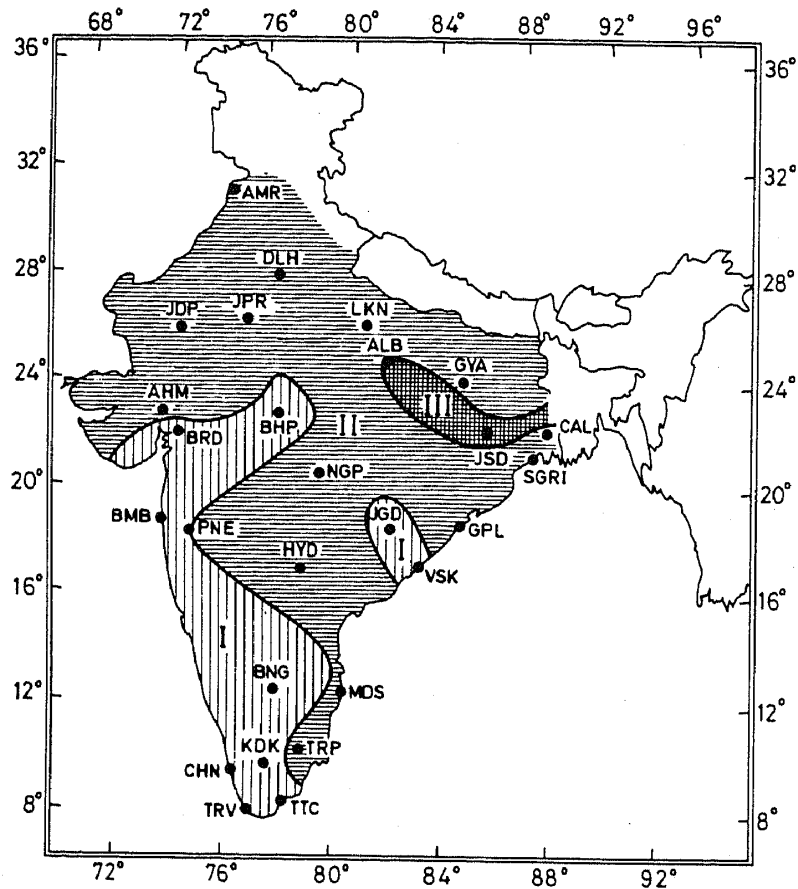 68° 72° 76° 80° 84° 88° 92° 96°
36° 36°
32° 32°
AMR
DLH
28° 28°
JDP JPR LKN
ALB
24° GYA 24°
AHM
BRD BHP II III CAL
JSD
NGP SGRI
20° 20°
BMB PNE JGD GPL
HYD I VSK
16° 16°
I
BNG
12° MDS 12°
KDK TRP
CHN
8° TRV TTC 8°
72° 76° 80° 84° 88° 92°